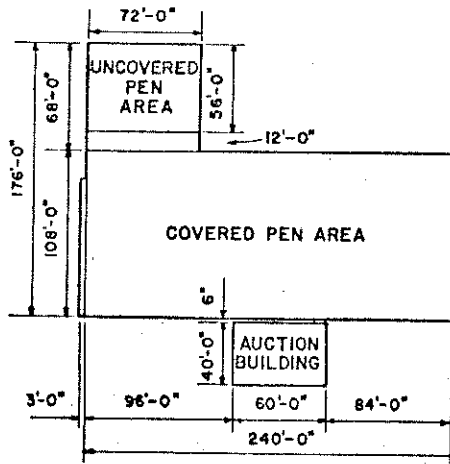 72'-0"
UNCOVERED
PEN
AREA
68'-0"
56'-0"
12'-0"
176'-0"
108'-0"
COVERED PEN AREA
6"
40'-0"
AUCTION
BUILDING
3'-0"
96'-0"
60'-0"
84'-0"
240'-0"